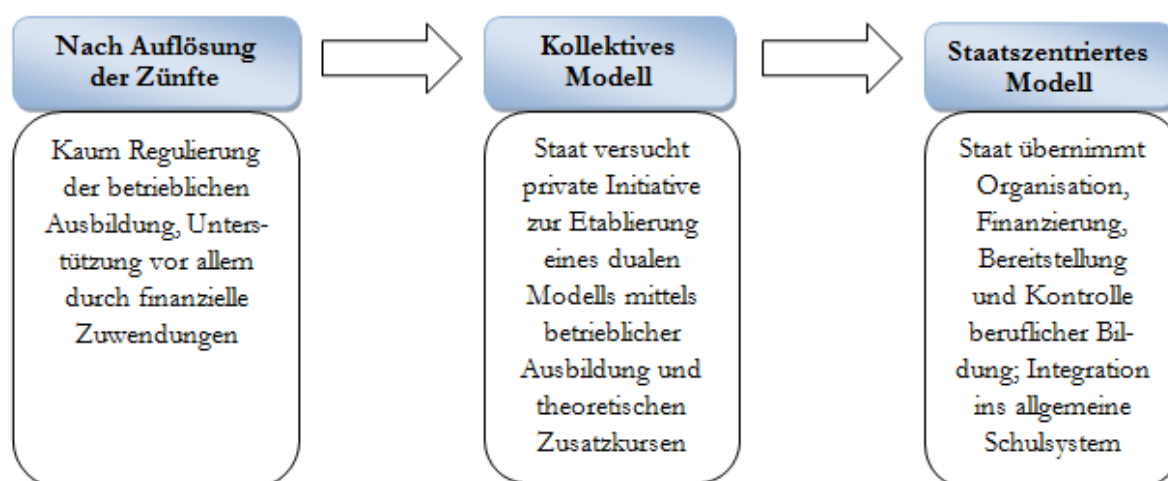 Nach Auflösung
der Zünfte
Kaum Regulierung
der betrieblichen
Ausbildung, Unters-
tützung vor allem
durch finanzielle
Zuwendungen
Kollektives
Modell
Staat versucht
private Initiative
zur Etablierung
eines dualen
Modells mittels
betrieblicher
Ausbildung und
theoretischen
Zusatzkursen
Staatszentriertes
Modell
Staat übernimmt
Organisation,
Finanzierung,
Bereitstellung
und Kontrolle
beruflicher Bil-
dung; Integration
ins allgemeine
Schulsystem